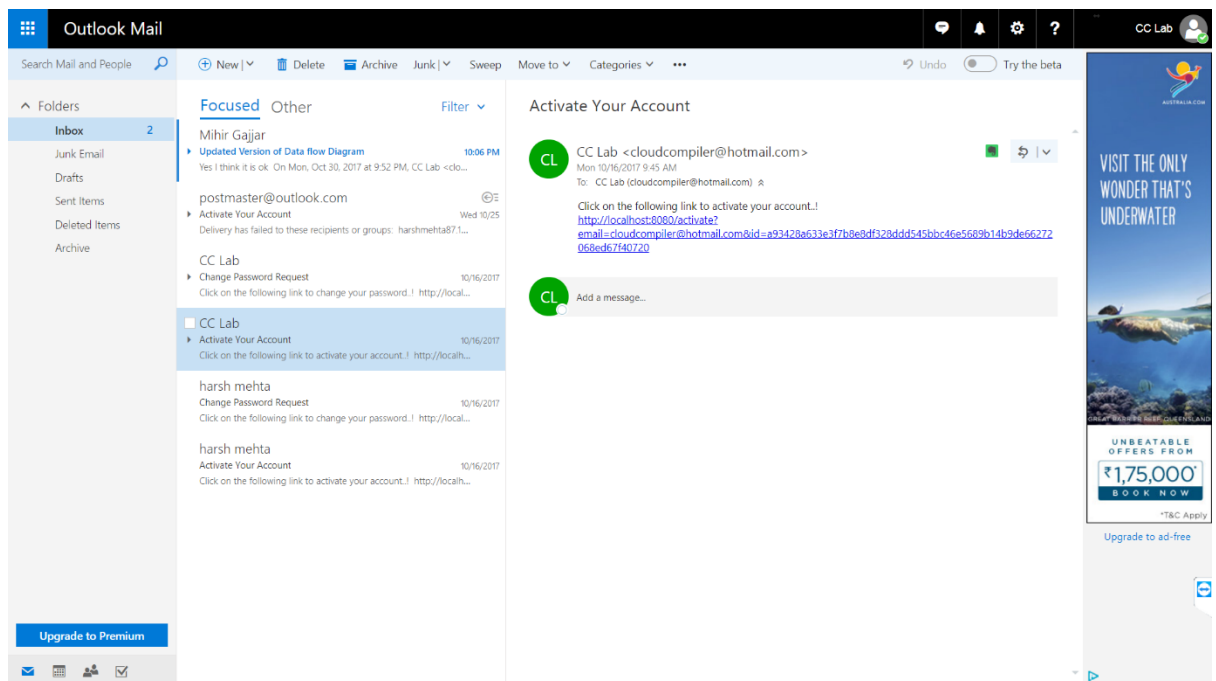 Outlook Mail
CC Lab
Search Mail and People
New
Delete
Archive
Junk
Sweep
Move to
Categories
Undo
Try the beta
Folders
Inbox 2
Junk Email
Drafts
Sent Items
Deleted Items
Archive
Upgrade to Premium
Focused Other Filter
Mihir Gajjar
Updated Version of Data flow Diagram 10:06 PM
Yes I think it is ok On Mon, Oct 30, 2017 at 9:52 PM, CC Lab <clo...
postmaster@outlook.com
Activate Your Account Wed 10/25
Delivery has failed to these recipients or groups: harshmehta87.1...
CC Lab
Change Password Request 10/16/2017
Click on the following link to change your password..! http://local...
CC Lab
Activate Your Account 10/16/2017
Click on the following link to activate your account..! http://localh...
harsh mehta
Change Password Request 10/16/2017
Click on the following link to change your password..! http://local...
harsh mehta
Activate Your Account 10/16/2017
Click on the following link to activate your account..! http://localh...
Activate Your Account
CL
CC Lab <cloudcompiler@hotmail.com>
Mon 10/16/2017 9:45 AM
To: CC Lab (cloudcompiler@hotmail.com)
Click on the following link to activate your account..!
http://localhost:8080/activate?
email=cloudcompiler@hotmail.com&id=a93428a633e3f7b8e8df328ddd545bbc46e5689b14b9de66272
068ed67f40720
CL
Add a message...
AUSTRALIA.COM
VISIT THE ONLY
WONDER THAT'S
UNDERWATER
GREAT BARRIER REEF, QUEENSLAND
UNBEATABLE
OFFERS FROM
₹1,75,000*
BOOK NOW
*T&C Apply
Upgrade to ad-free